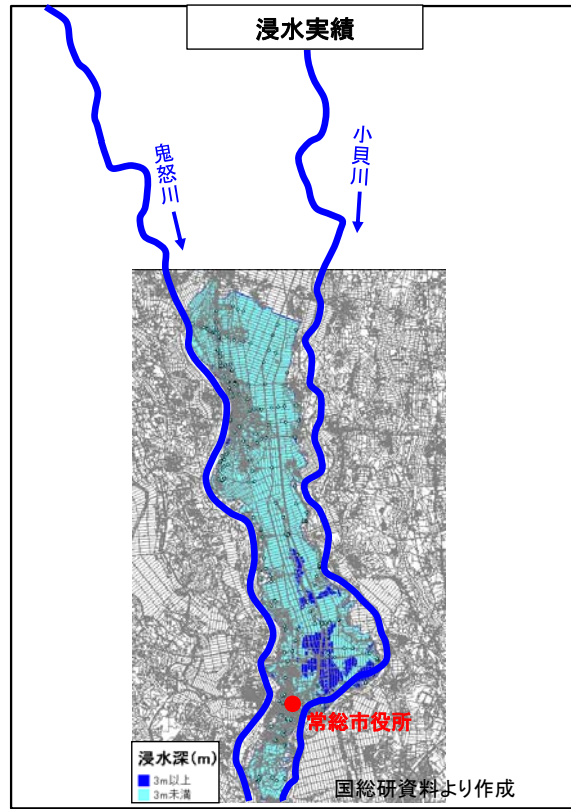 浸水実績
鬼怒川
小貝川
常総市役所
浸水深(m)
3m以上
3m未満
国総研資料より作成